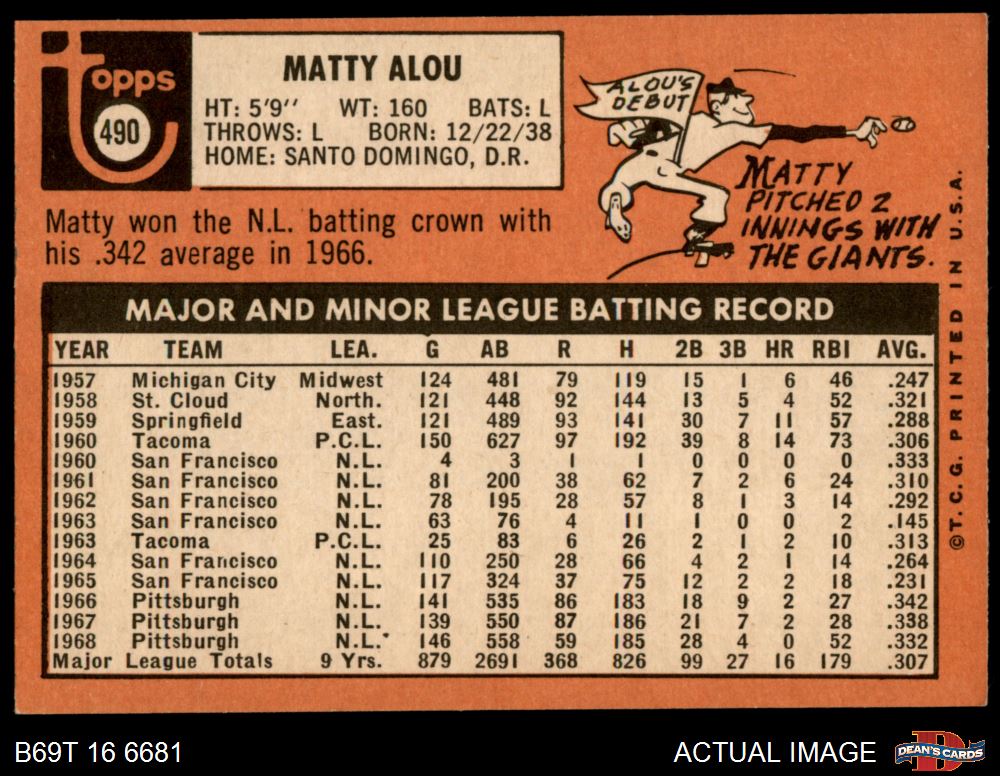 topps
490
MATTY ALOU
HT: 5'9'' WT: 160 BATS: L
THROWS: L BORN: 12/22/38
HOME: SANTO DOMINGO, D.R.
ALOU'S
DEBUT
MATTY
PITCHED 2
INNINGS WITH
THE GIANTS.
Matty won the N.L. batting crown with
his .342 average in 1966.
MAJOR AND MINOR LEAGUE BATTING RECORD
YEAR TEAM LEA. G AB R H 2B 3B HR RBI AVG.
1957 Michigan City Midwest 124 481 79 119 15 1 6 46 .247
1958 St. Cloud North. 121 448 92 144 13 5 4 52 .321
1959 Springfield East. 121 489 93 141 30 7 11 57 .288
1960 Tacoma P.C.L. 150 627 97 192 39 8 14 73 .306
1960 San Francisco N.L. 4 3 1 1 0 0 0 0 .333
1961 San Francisco N.L. 81 200 38 62 7 2 6 24 .310
1962 San Francisco N.L. 78 195 28 57 8 1 3 14 .292
1963 San Francisco N.L. 63 76 4 11 1 0 0 2 .145
1963 Tacoma P.C.L. 25 83 6 26 2 1 2 10 .313
1964 San Francisco N.L. 110 250 28 66 4 2 1 14 .264
1965 San Francisco N.L. 117 324 37 75 12 2 2 18 .231
1966 Pittsburgh N.L. 141 535 86 183 18 9 2 27 .342
1967 Pittsburgh N.L. 139 550 87 186 21 7 2 28 .338
1968 Pittsburgh N.L. 146 558 59 185 28 4 0 52 .332
Major League Totals 9 Yrs. 879 2691 368 826 99 27 16 179 .307
©T. C. G. PRINTED IN U.S.A.
B69T 16 6681
ACTUAL IMAGE
DEAN'S CARDS